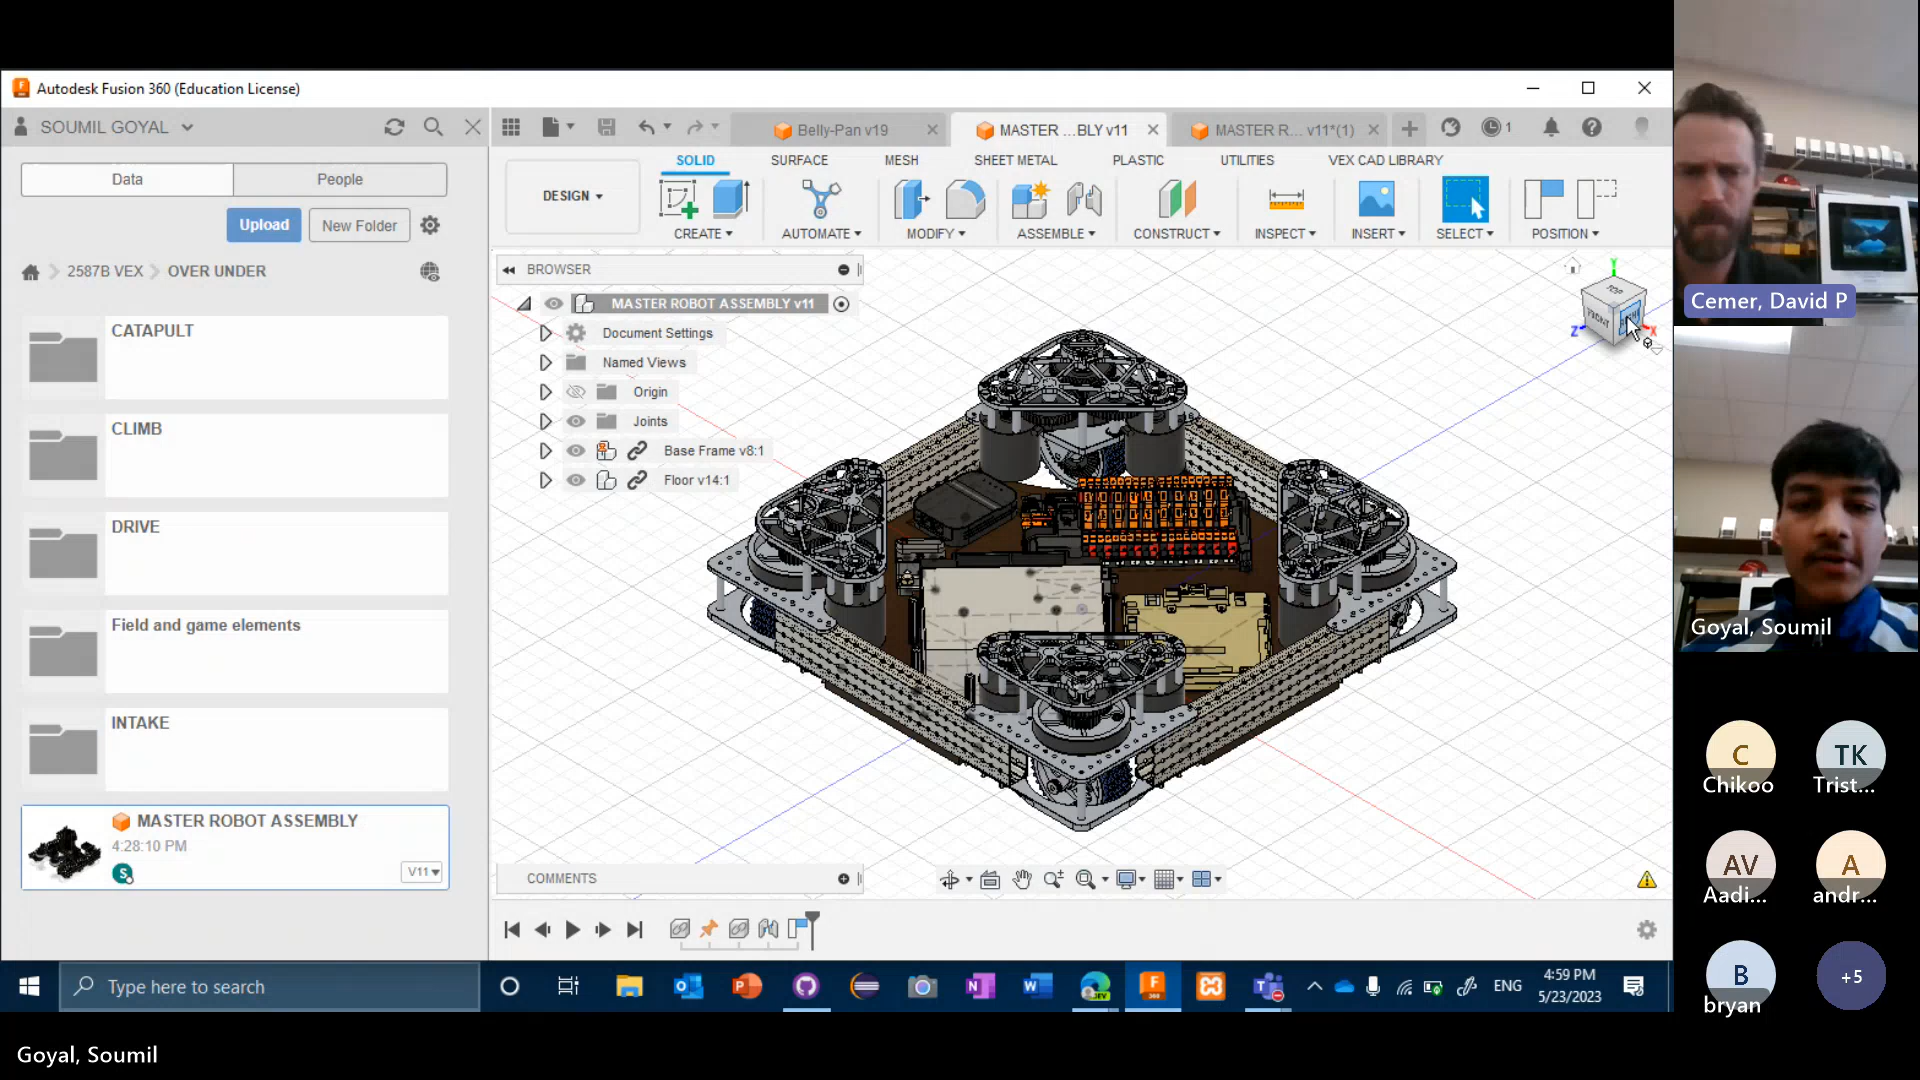 Autodesk Fusion 360 (Education License)
SOUMIL GOYAL
Data
People
Upload
New Folder
2587B VEX
OVER UNDER
CATAPULT
CLIMB
DRIVE
Field and game elements
INTAKE
MASTER ROBOT ASSEMBLY
4:28:10 PM
S
V11
Belly-Pan v19
MASTER ...BLY v11
MASTER R... v11*(1)
1
SOLID
SURFACE
MESH
SHEET METAL
PLASTIC
UTILITIES
VEX CAD LIBRARY
DESIGN
CREATE
AUTOMATE
MODIFY
ASSEMBLE
CONSTRUCT
INSPECT
INSERT
SELECT
POSITION
BROWSER
MASTER ROBOT ASSEMBLY v11
Document Settings
Named Views
Origin
Joints
Base Frame v8:1
Floor v14:1
Y
TOP
FRONT
Z
X
COMMENTS
Type here to search
ENG
4:59 PM
5/23/2023
Cemer, David P
Goyal, Soumil
C
Chikoo
TK
Trist...
AV
Aadi...
A
andr...
B
bryan
+5
Goyal, Soumil